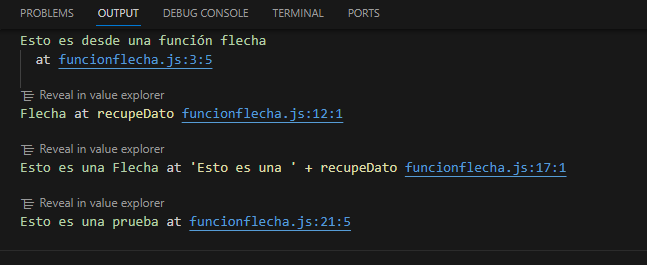 PROBLEMS OUTPUT DEBUG CONSOLE TERMINAL PORTS
Esto es desde una función flecha
at funcionflecha.js:3:5
Reveal in value explorer
Flecha at recupeDato funcionflecha.js:12:1
Reveal in value explorer
Esto es una Flecha at 'Esto es una ' + recupeDato funcionflecha.js:17:1
Reveal in value explorer
Esto es una prueba at funcionflecha.js:21:5